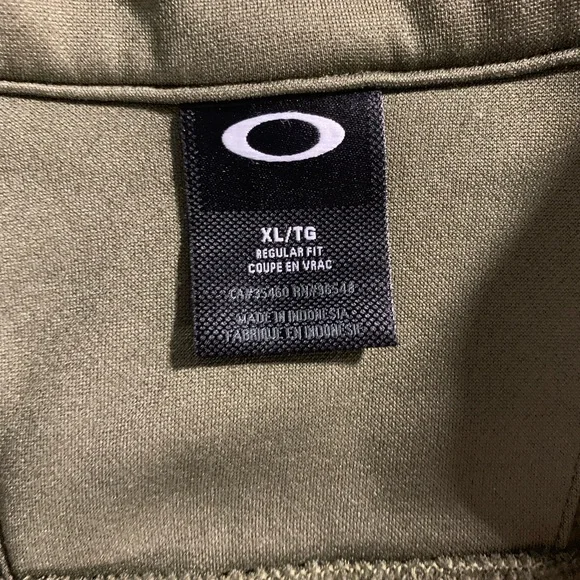 XL/TG
REGULAR FIT
COUPE EN VRAC
CA#35460 RN#96548
MADE IN INDONESIA
FABRIQUE EN INDONESIE